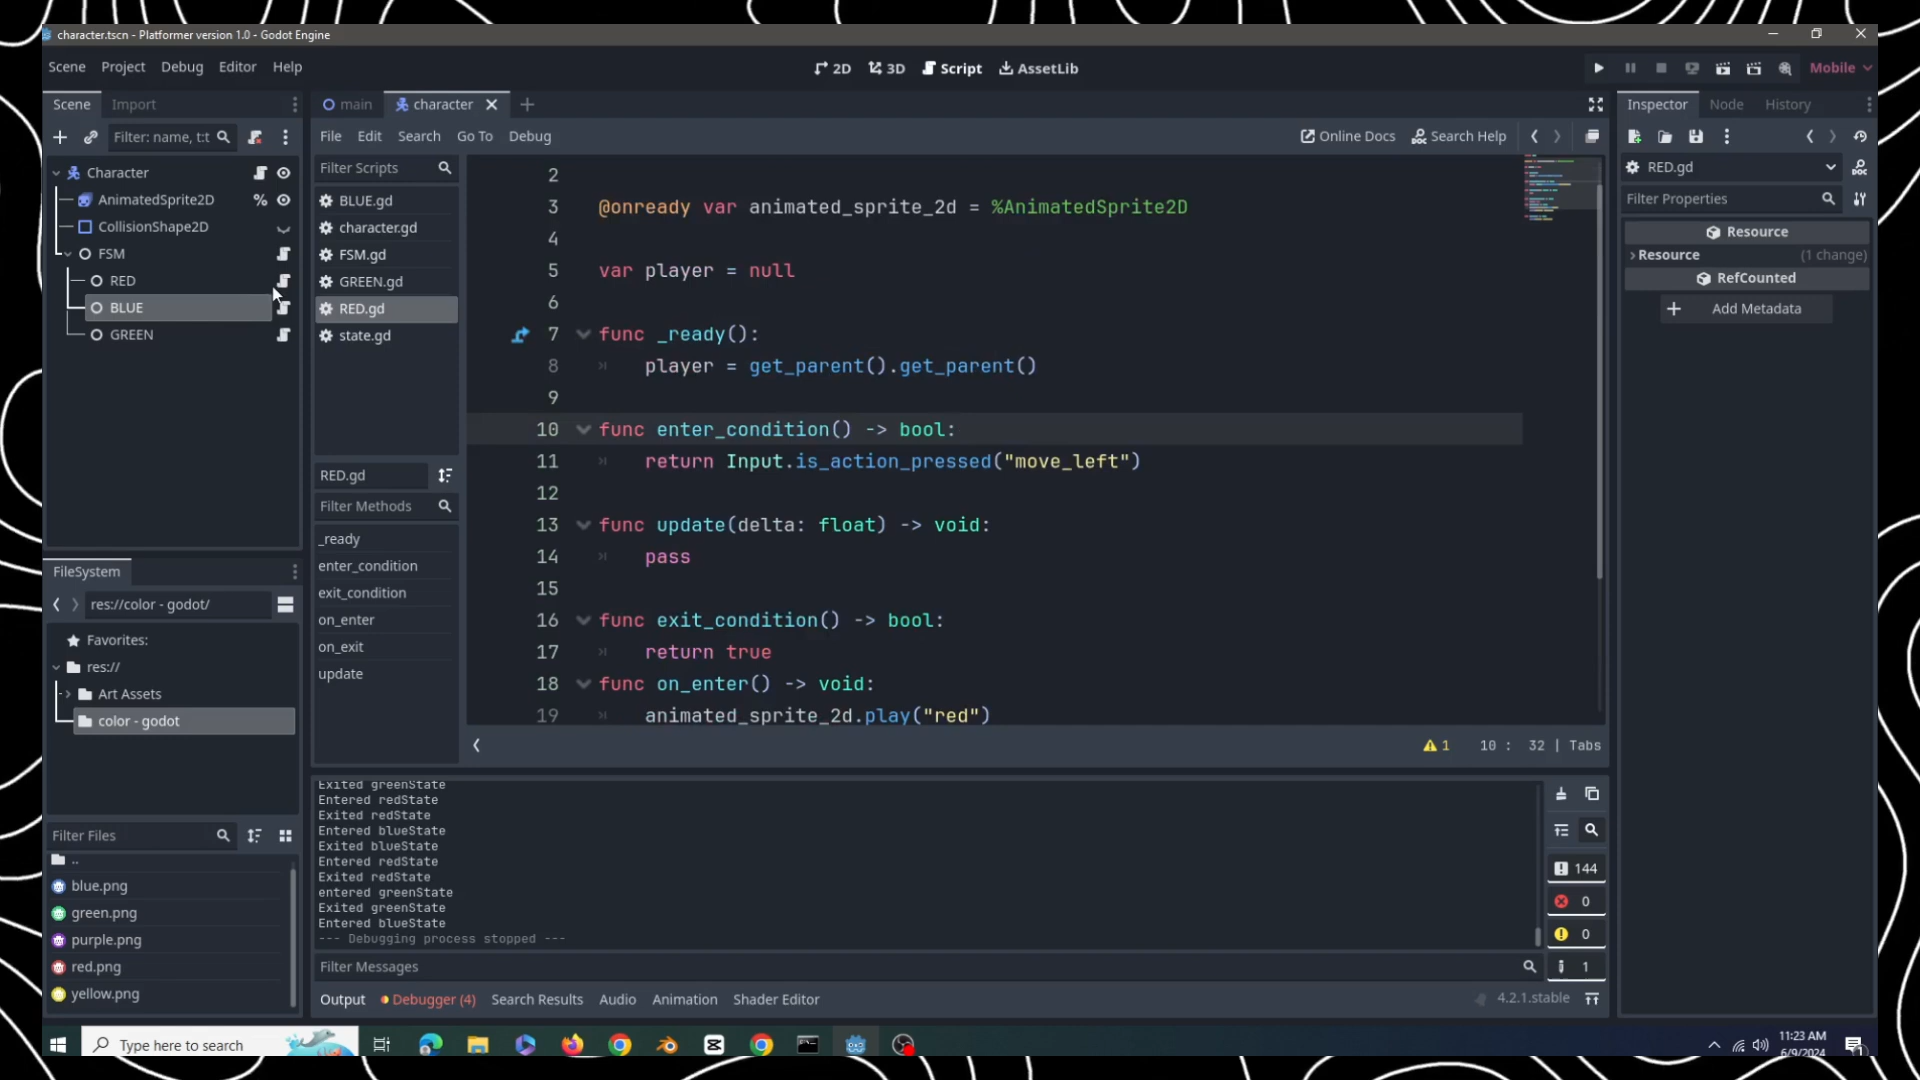 character.tscn - Platformer version 1.0 - Godot Engine
Scene Project Debug Editor Help
2D 3D Script AssetLib
Mobile
Scene Import
Filter: name, t:t
Character
AnimatedSprite2D %
CollisionShape2D
FSM
RED
BLUE
GREEN
FileSystem
res://color - godot/
Favorites:
res://
Art Assets
color - godot
Filter Files
..
blue.png
green.png
purple.png
red.png
yellow.png
main character
File Edit Search Go To Debug
Online Docs Search Help
Filter Scripts
BLUE.gd
character.gd
FSM.gd
GREEN.gd
RED.gd
state.gd
RED.gd
Filter Methods
_ready
enter_condition
exit_condition
on_enter
on_exit
update
2
3 @onready var animated_sprite_2d = %AnimatedSprite2D
4
5 var player = null
6
7 func _ready():
8 player = get_parent().get_parent()
9
10 func enter_condition() -> bool:
11 return Input.is_action_pressed("move_left")
12
13 func update(delta: float) -> void:
14 pass
15
16 func exit_condition() -> bool:
17 return true
18 func on_enter() -> void:
19 animated_sprite_2d.play("red")
1 10 : 32 | Tabs
Exited greenState
Entered redState
Exited redState
Entered blueState
Exited blueState
Entered redState
Exited redState
entered greenState
Exited greenState
Entered blueState
--- Debugging process stopped ---
144
0
0
1
Filter Messages
Output Debugger (4) Search Results Audio Animation Shader Editor
4.2.1.stable
Inspector Node History
RED.gd
Filter Properties
Resource
Resource (1 change)
RefCounted
Add Metadata
Type here to search
11:23 AM
6/9/2024
1